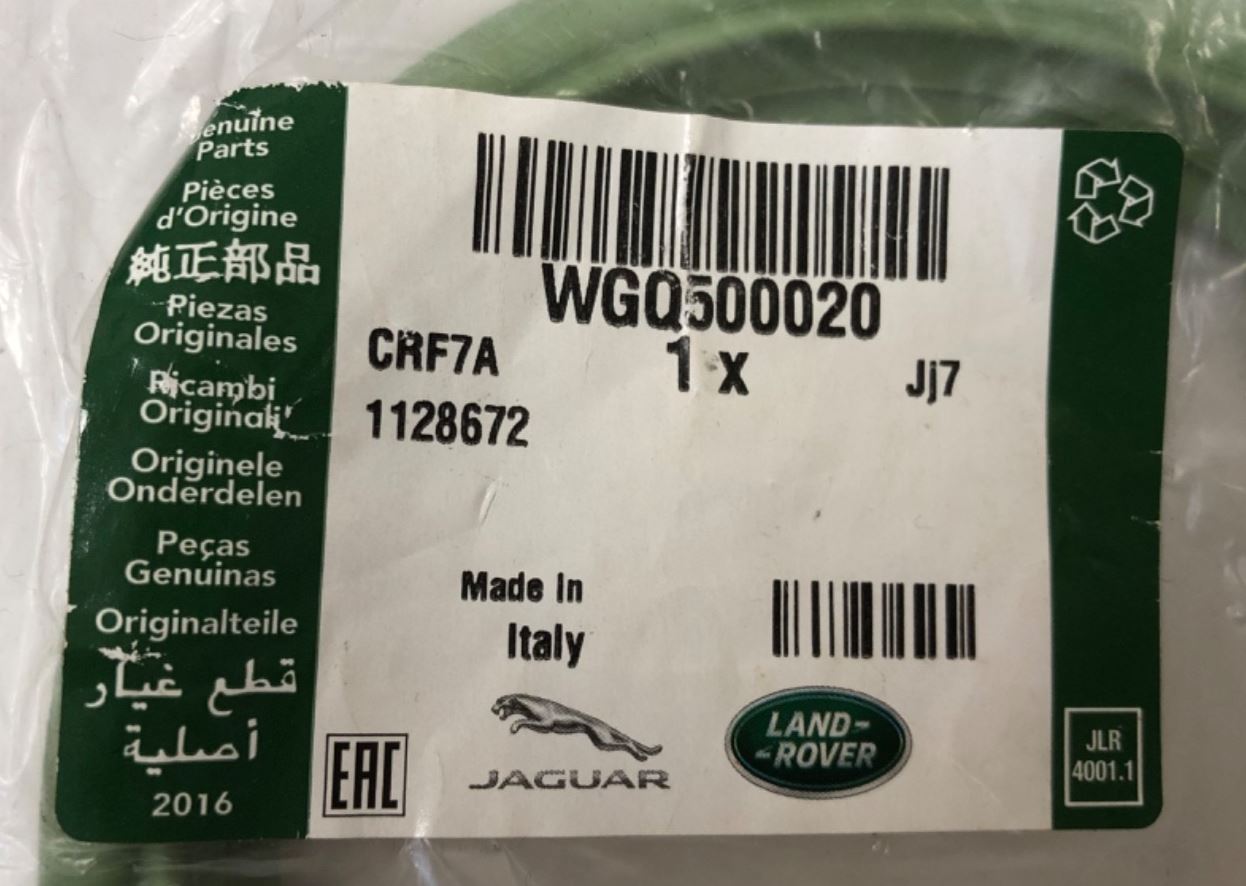 Genuine
Parts
Pièces
d'Origine
純正部品
Piezas
Originales
Ricambi
Originali
Originele
Onderdelen
Peças
Genuinas
Originalteile
قطع غيار
أصلية
2016
WGQ500020
CRF7A
1 x
Jj7
1128672
Made In
Italy
EAC
JAGUAR
LAND-
-ROVER
JLR
4001.1